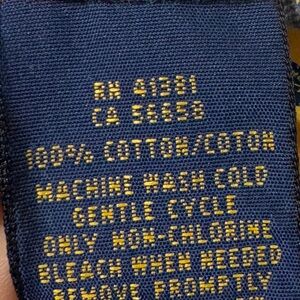 RN 41381
CA 56658
100% COTTON/COTON
MACHINE WASH COLD
GENTLE CYCLE
ONLY NON-CHLORINE
BLEACH WHEN NEEDED
REMOVE PROMPTLY